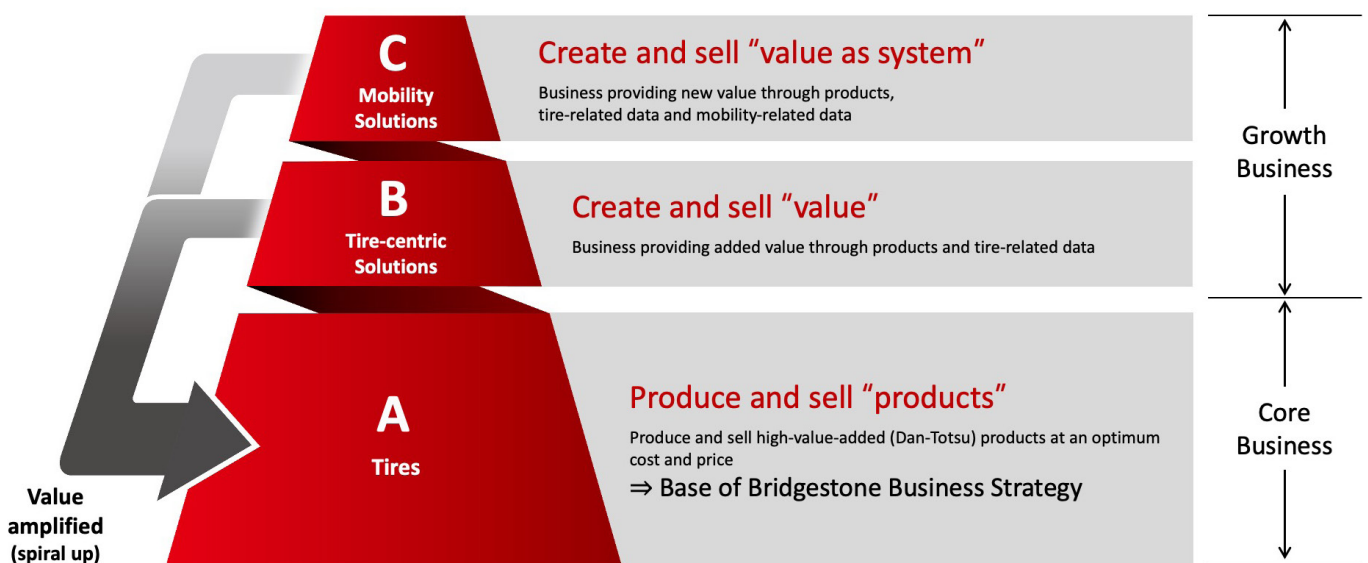 C
Mobility
Solutions
Create and sell “value as system”
Business providing new value through products,
tire-related data and mobility-related data
B
Tire-centric
Solutions
Create and sell “value”
Business providing added value through products and tire-related data
Growth
Business
A
Tires
Produce and sell “products”
Produce and sell high-value-added (Dan-Totsu) products at an optimum
cost and price
⇒ Base of Bridgestone Business Strategy
Core
Business
Value
amplified
(spiral up)